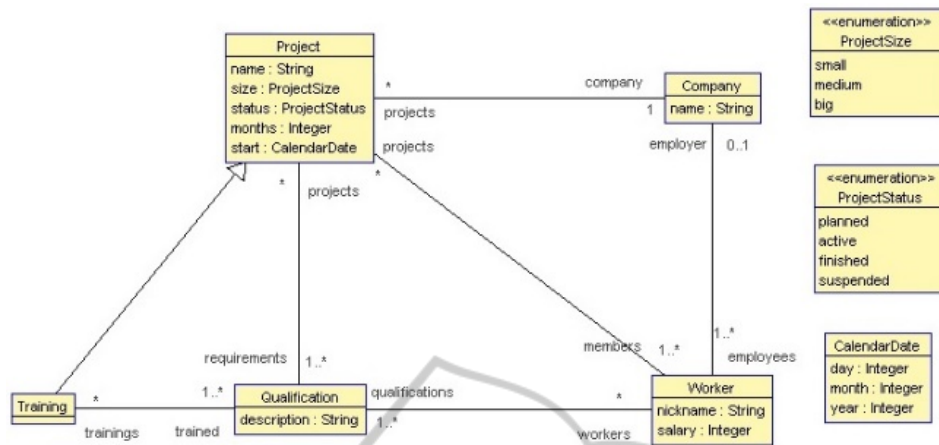 Project
name : String
size : ProjectSize
status : ProjectStatus
months : Integer
start : CalendarDate
*
projects
company
1
Company
name : String
<<enumeration>>
ProjectSize
small
medium
big
projects
*
employer
0..1
*
projects
<<enumeration>>
ProjectStatus
planned
active
finished
suspended
requirements
1..*
members
1..*
1..*
employees
CalendarDate
day : Integer
month : Integer
year : Integer
Training
*
trainings
1..*
trained
Qualification
description : String
qualifications
1..*
*
workers
Worker
nickname : String
salary : Integer